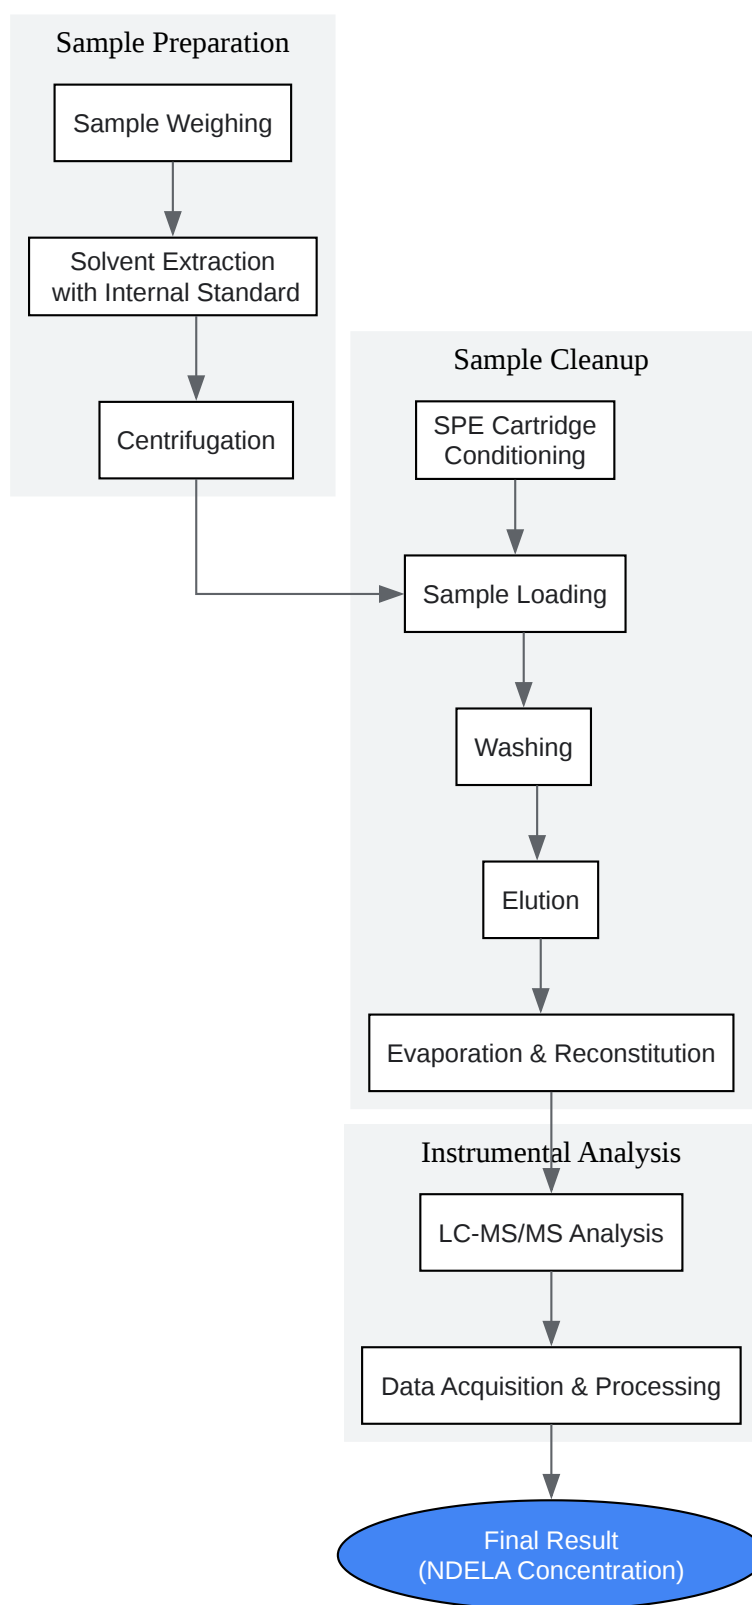 Sample Preparation
Sample Weighing
Solvent Extraction
with Internal Standard
Centrifugation
Sample Cleanup
SPE Cartridge
Conditioning
Sample Loading
Washing
Elution
Evaporation & Reconstitution
Instrumental Analysis
LC-MS/MS Analysis
Data Acquisition & Processing
Final Result
(NDELA Concentration)